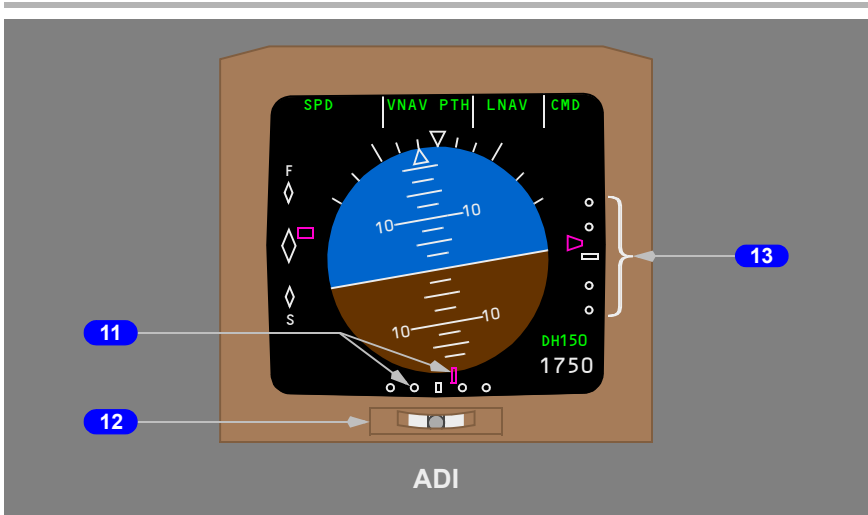 SPD VNAV PTH LNAV CMD
F
10 10
13
S
10 10
11
DH150
1750
12
ADI